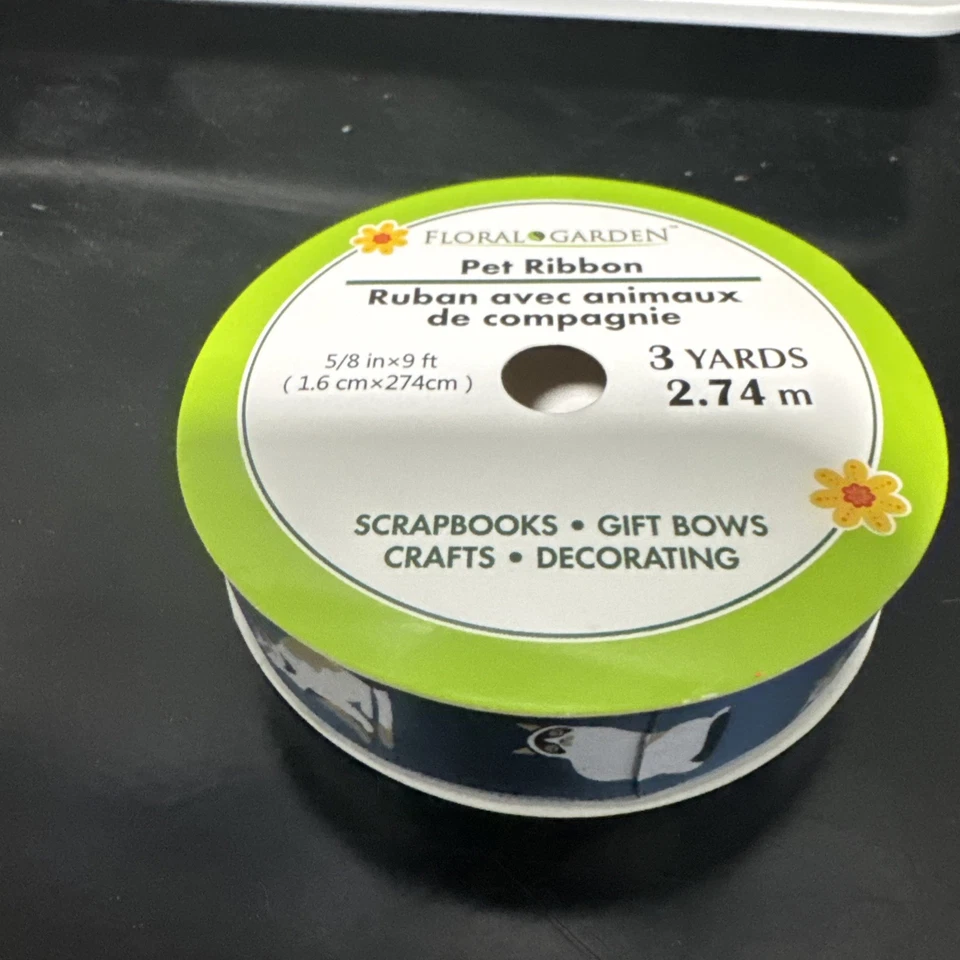 FLORAL GARDEN™
Pet Ribbon
Ruban avec animaux
de compagnie
5/8 in×9 ft
( 1.6 cm×274cm )
3 YARDS
2.74 m
SCRAPBOOKS • GIFT BOWS
CRAFTS • DECORATING